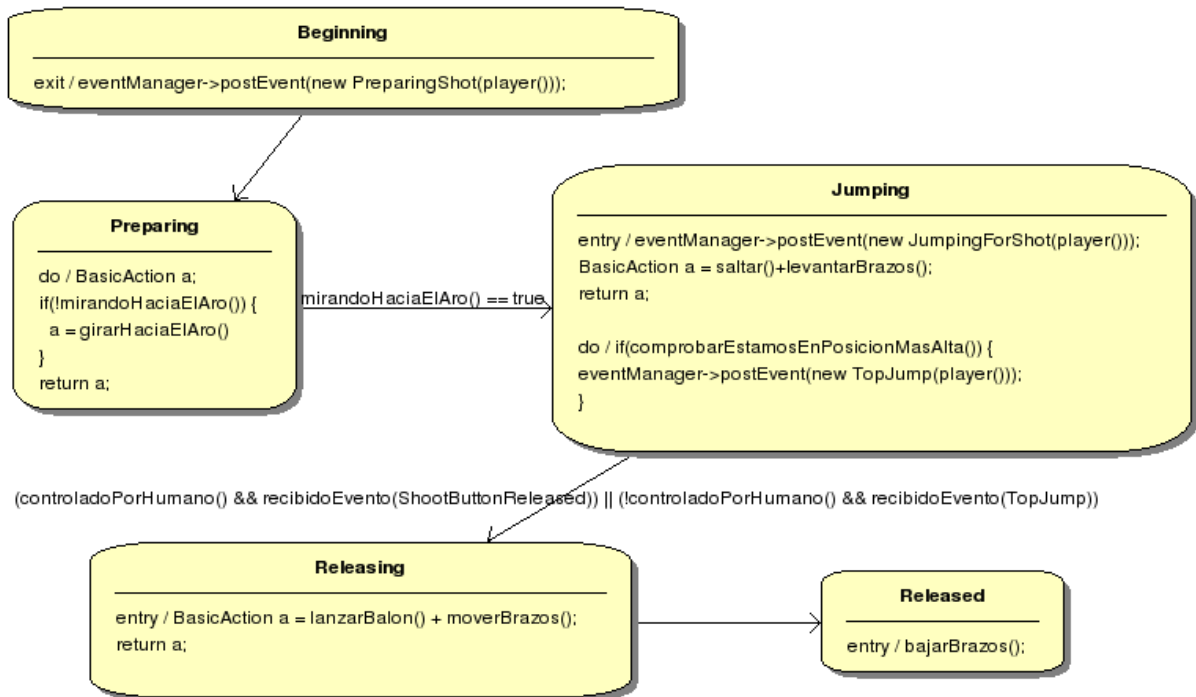 Beginning
exit / eventManager->postEvent(new PreparingShot(player()));
Preparing
do / BasicAction a;
if(!mirandoHaciaElAro()) {
a = girarHaciaElAro()
}
return a;
mirandoHaciaElAro() == true
Jumping
entry / eventManager->postEvent(new JumpingForShot(player()));
BasicAction a = saltar()+levantarBrazos();
return a;
do / if(comprobarEstamosEnPosicionMasAlta()) {
eventManager->postEvent(new TopJump(player()));
}
(controladoPorHumano() && recibidoEvento(ShootButtonReleased)) || (!controladoPorHumano() && recibidoEvento(TopJump))
Releasing
entry / BasicAction a = lanzarBalon() + moverBrazos();
return a;
Released
entry / bajarBrazos();